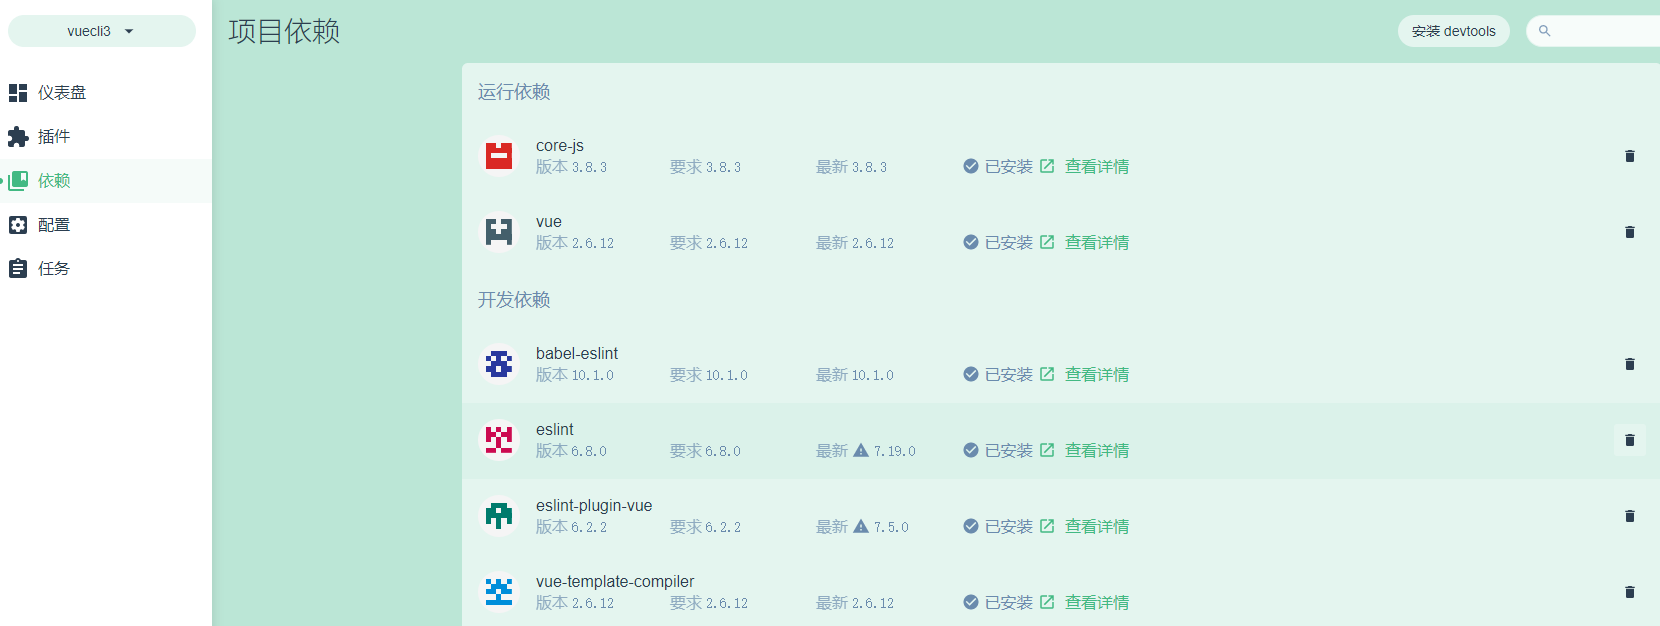 vuecli3
项目依赖
安装 devtools
仪表盘
插件
依赖
配置
任务
运行依赖
core-js
版本 3.8.3 要求 3.8.3 最新 3.8.3 已安装 查看详情
vue
版本 2.6.12 要求 2.6.12 最新 2.6.12 已安装 查看详情
开发依赖
babel-eslint
版本 10.1.0 要求 10.1.0 最新 10.1.0 已安装 查看详情
eslint
版本 6.8.0 要求 6.8.0 最新 7.19.0 已安装 查看详情
eslint-plugin-vue
版本 6.2.2 要求 6.2.2 最新 7.5.0 已安装 查看详情
vue-template-compiler
版本 2.6.12 要求 2.6.12 最新 2.6.12 已安装 查看详情